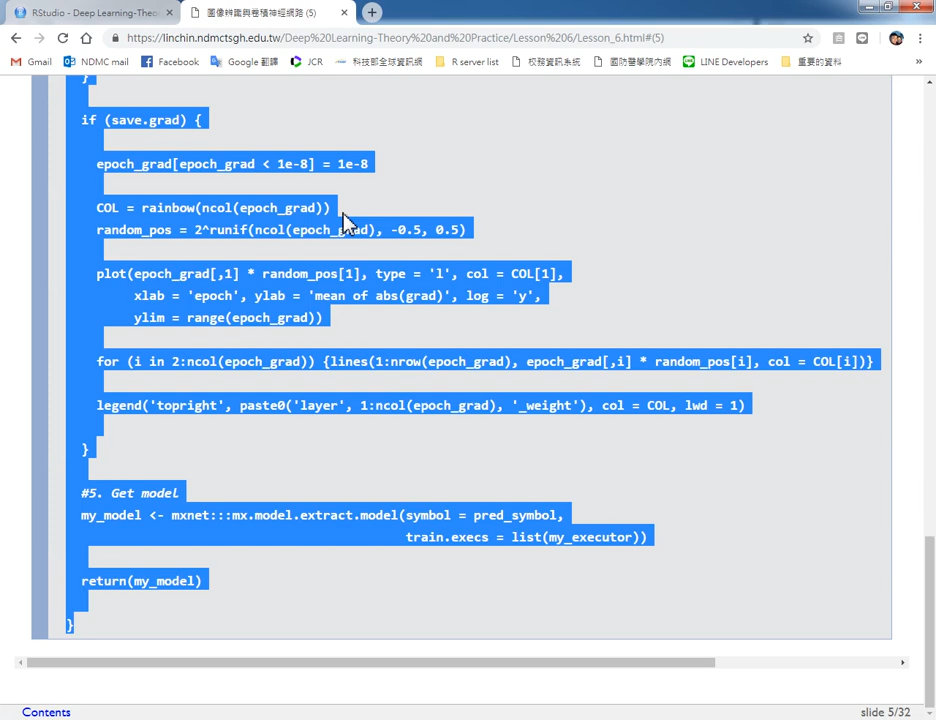 RStudio - Deep Learning-Theo
圖像辨識與卷積神經網路 (5)
https://linchin.ndmctsgh.edu.tw/Deep%20Learning-Theory%20and%20Practice/Lesson%206/Lesson_6.html#(5)
Gmail NDMC mail Facebook Google 翻譯 JCR 科技部全球資訊網 R server list 校務資訊系統 國防醫學院內網 LINE Developers 重要的資料 »
}
if (save.grad) {
epoch_grad[epoch_grad < 1e-8] = 1e-8
COL = rainbow(ncol(epoch_grad))
random_pos = 2^runif(ncol(epoch_grad), -0.5, 0.5)
plot(epoch_grad[,1] * random_pos[1], type = 'l', col = COL[1],
xlab = 'epoch', ylab = 'mean of abs(grad)', log = 'y',
ylim = range(epoch_grad))
for (i in 2:ncol(epoch_grad)) {lines(1:nrow(epoch_grad), epoch_grad[,i] * random_pos[i], col = COL[i])}
legend('topright', paste0('layer', 1:ncol(epoch_grad), '_weight'), col = COL, lwd = 1)
}
#5. Get model
my_model <- mxnet:::mx.model.extract.model(symbol = pred_symbol,
train.execs = list(my_executor))
return(my_model)
}
Contents
slide 5/32